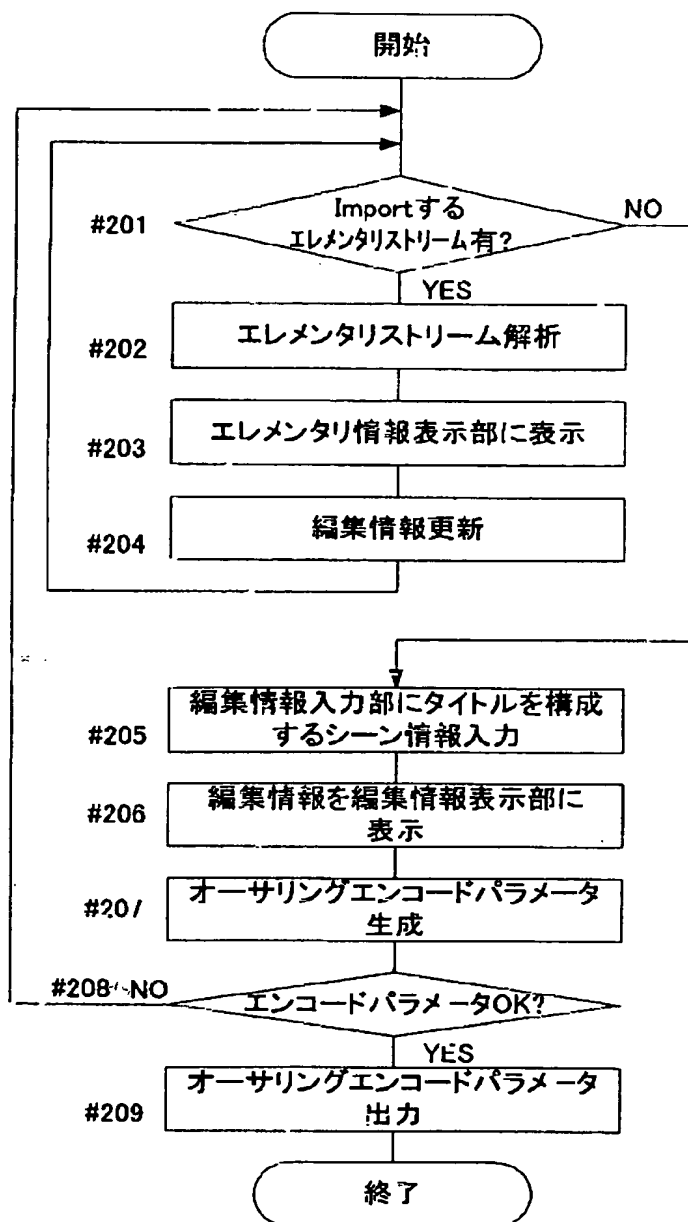 開始
#201
Importする
エレメンタリストリーム有?
NO
YES
#202
エレメンタリストリーム解析
#203
エレメンタリ情報表示部に表示
#204
編集情報更新
#205
編集情報入力部にタイトルを構成
するシーン情報入力
#206
編集情報を編集情報表示部に
表示
#207
オーサリングエンコードパラメータ
生成
#208 NO
エンコードパラメータOK?
YES
#209
オーサリングエンコードパラメータ
出力
終了